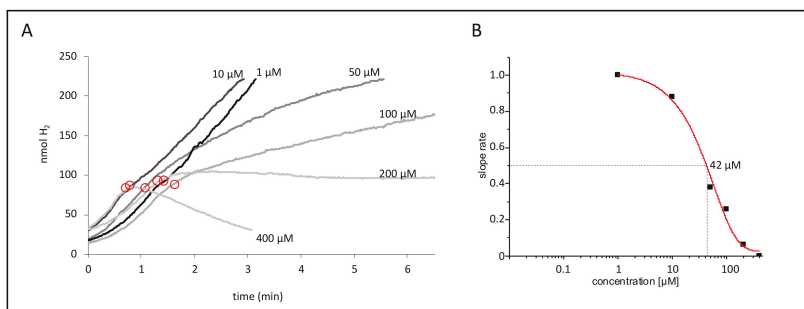 A
nmol H2
250
200
150
100
50
0
10 μM
1 μM
50 μM
100 μM
200 μM
400 μM
0 1 2 3 4 5 6
time (min)
B
slope rate
1.0
0.8
0.6
0.4
0.2
0
42 μM
0.1 1 10 100
concentration [μM]